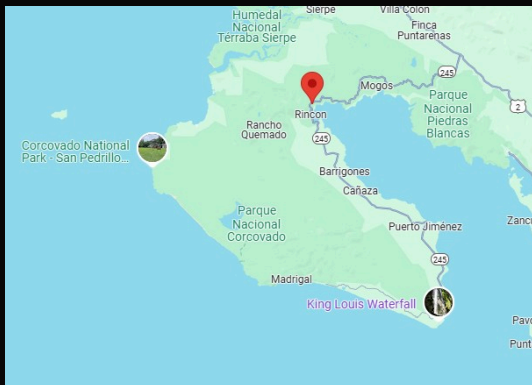 Sierpe
Villa Colón
Humedal
Nacional
Térraba Sierpe
Finca
Puntarenas
245
Mogos
2
Parque
Nacional
Piedras
Blancas
Rincon
Rancho
Quemado
245
Corcovado National
Park - San Pedrillo...
Barrigones
Cañaza
Parque
Nacional
Corcovado
Puerto Jiménez
Zanc
245
Madrigal
King Louis Waterfall
Pavo
Punt